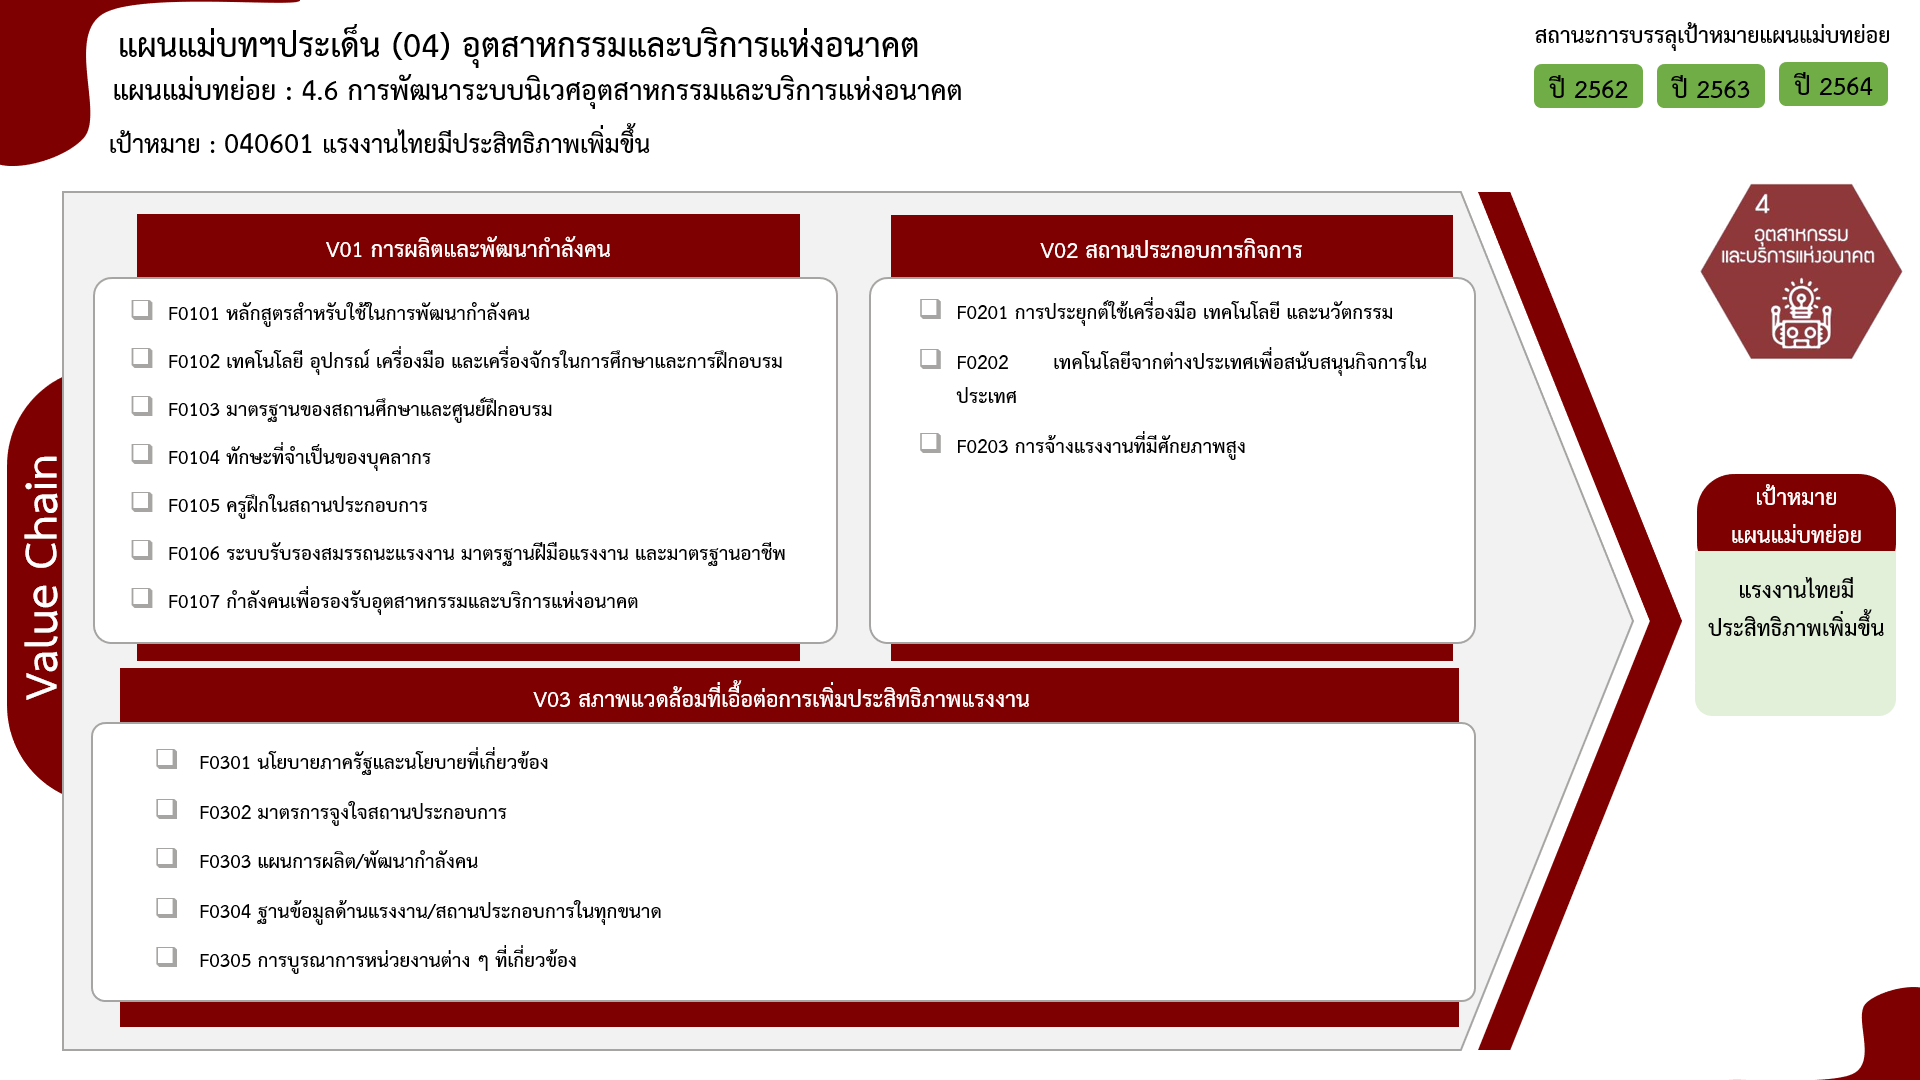 แผนแม่บทฯประเด็น (04) อุตสาหกรรมและบริการแห่งอนาคต
แผนแม่บทย่อย : 4.6 การพัฒนาระบบนิเวศอุตสาหกรรมและบริการแห่งอนาคต
เป้าหมาย : 040601 แรงงานไทยมีประสิทธิภาพเพิ่มขึ้น
สถานะการบรรลุเป้าหมายแผนแม่บทย่อย
ปี 2562
ปี 2563
ปี 2564
4
อุตสาหกรรม
และบริการแห่งอนาคต
Value Chain
V01 การผลิตและพัฒนากำลังคน
F0101 หลักสูตรสำหรับใช้ในการพัฒนากำลังคน
F0102 เทคโนโลยี อุปกรณ์ เครื่องมือ และเครื่องจักรในการศึกษาและการฝึกอบรม
F0103 มาตรฐานของสถานศึกษาและศูนย์ฝึกอบรม
F0104 ทักษะที่จำเป็นของบุคลากร
F0105 ครูฝึกในสถานประกอบการ
F0106 ระบบรับรองสมรรถนะแรงงาน มาตรฐานฝีมือแรงงาน และมาตรฐานอาชีพ
F0107 กำลังคนเพื่อรองรับอุตสาหกรรมและบริการแห่งอนาคต
V02 สถานประกอบการกิจการ
F0201 การประยุกต์ใช้เครื่องมือ เทคโนโลยี และนวัตกรรม
F0202 เทคโนโลยีจากต่างประเทศเพื่อสนับสนุนกิจการใน
ประเทศ
F0203 การจ้างแรงงานที่มีศักยภาพสูง
V03 สภาพแวดล้อมที่เอื้อต่อการเพิ่มประสิทธิภาพแรงงาน
F0301 นโยบายภาครัฐและนโยบายที่เกี่ยวข้อง
F0302 มาตรการจูงใจสถานประกอบการ
F0303 แผนการผลิต/พัฒนากำลังคน
F0304 ฐานข้อมูลด้านแรงงาน/สถานประกอบการในทุกขนาด
F0305 การบูรณาการหน่วยงานต่าง ๆ ที่เกี่ยวข้อง
เป้าหมาย
แผนแม่บทย่อย
แรงงานไทยมี
ประสิทธิภาพเพิ่มขึ้น